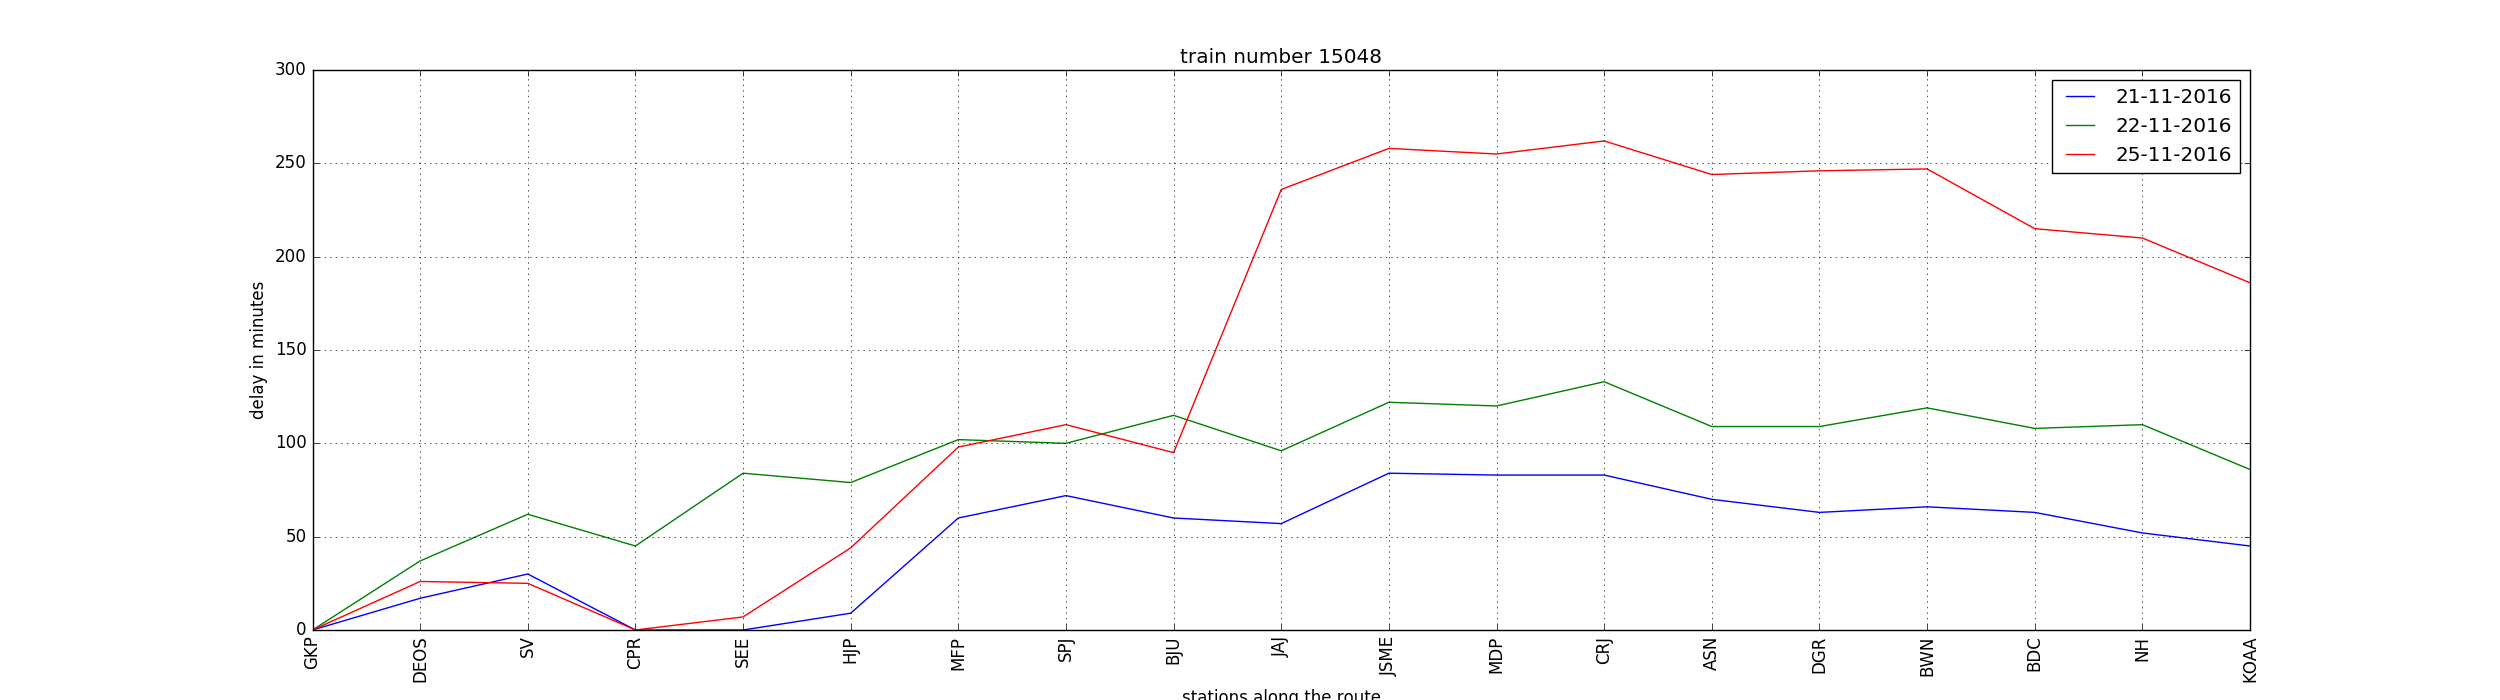 train number 15048
300
250
200
150
100
50
0
delay in minutes
21-11-2016
22-11-2016
25-11-2016
GKP
DEOS
SV
CPR
SEE
HJP
MFP
SPJ
BJU
JAJ
JSME
MDP
CRJ
ASN
DGR
BWN
BDC
NH
KOAA
stations along the route